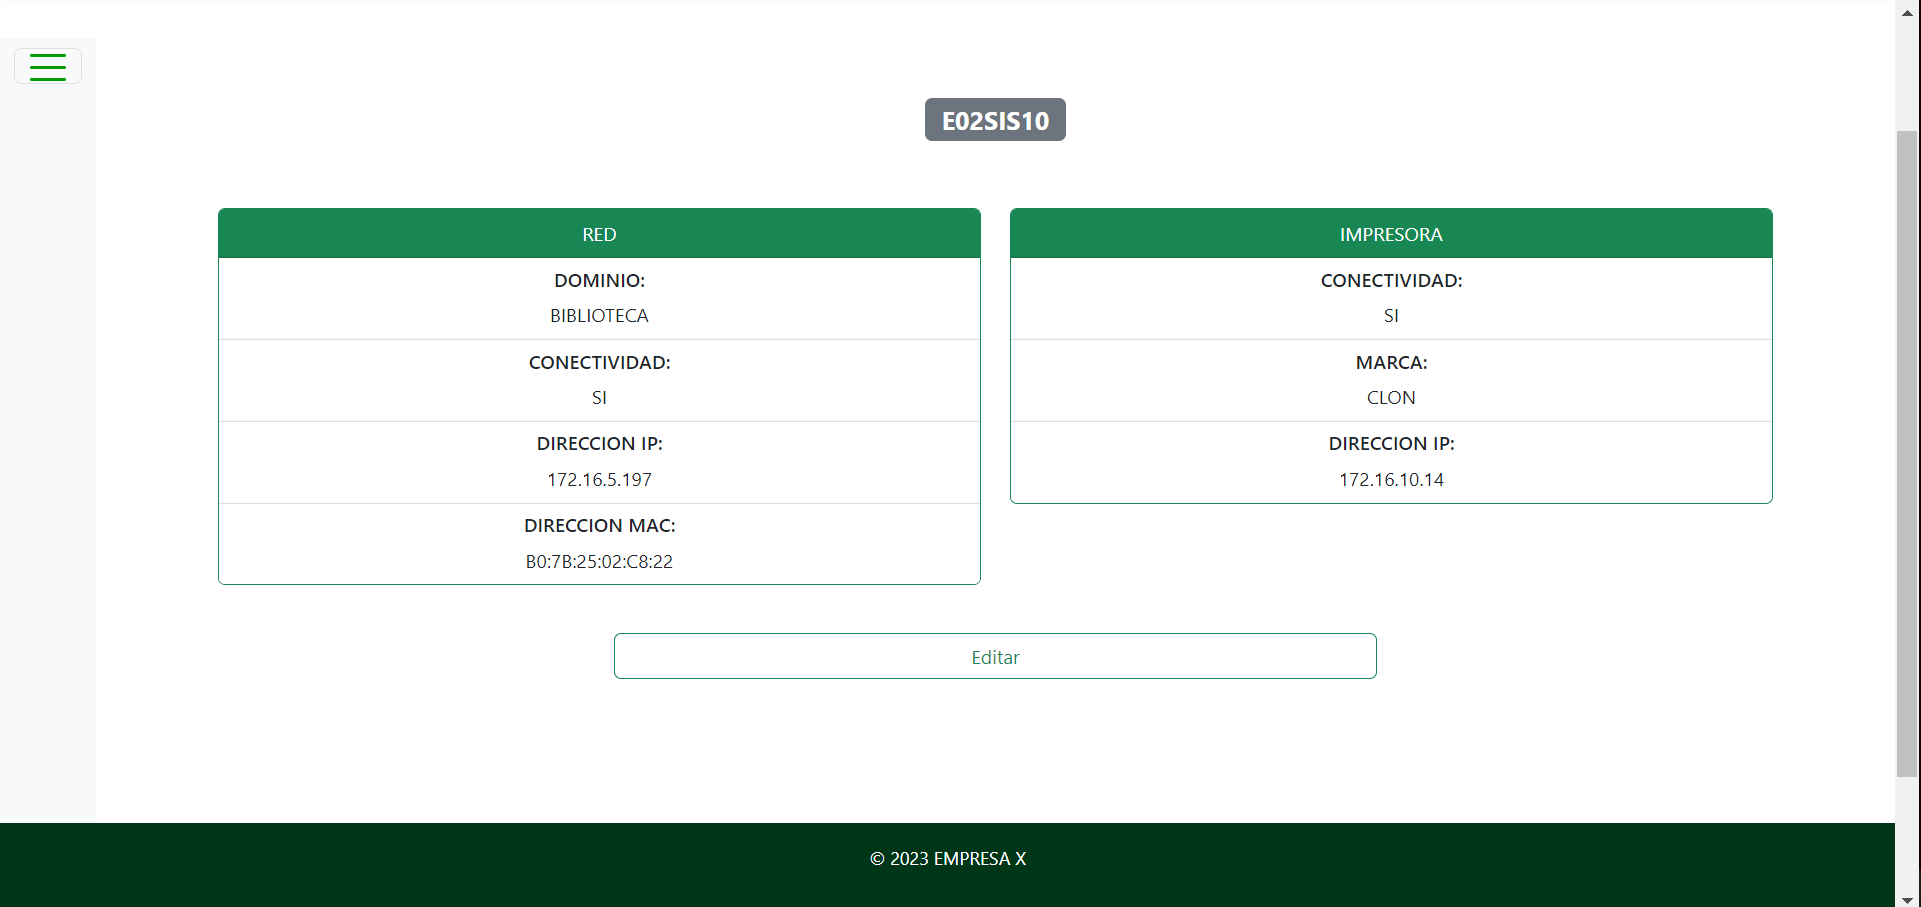 E02SIS10
RED
DOMINIO:
BIBLIOTECA
CONECTIVIDAD:
SI
DIRECCION IP:
172.16.5.197
DIRECCION MAC:
B0:7B:25:02:C8:22
IMPRESORA
CONECTIVIDAD:
SI
MARCA:
CLON
DIRECCION IP:
172.16.10.14
Editar
© 2023 EMPRESA X